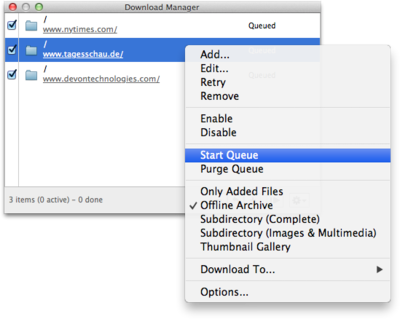 Download Manager
/
www.nytimes.com/
Queued
/
www.tagesschau.de/
/
www.devontechnologies.com/
3 items (0 active) – 0 done
Add...
Edit...
Retry
Remove
Enable
Disable
Start Queue
Purge Queue
Only Added Files
✓ Offline Archive
Subdirectory (Complete)
Subdirectory (Images & Multimedia)
Thumbnail Gallery
Download To...
Options...